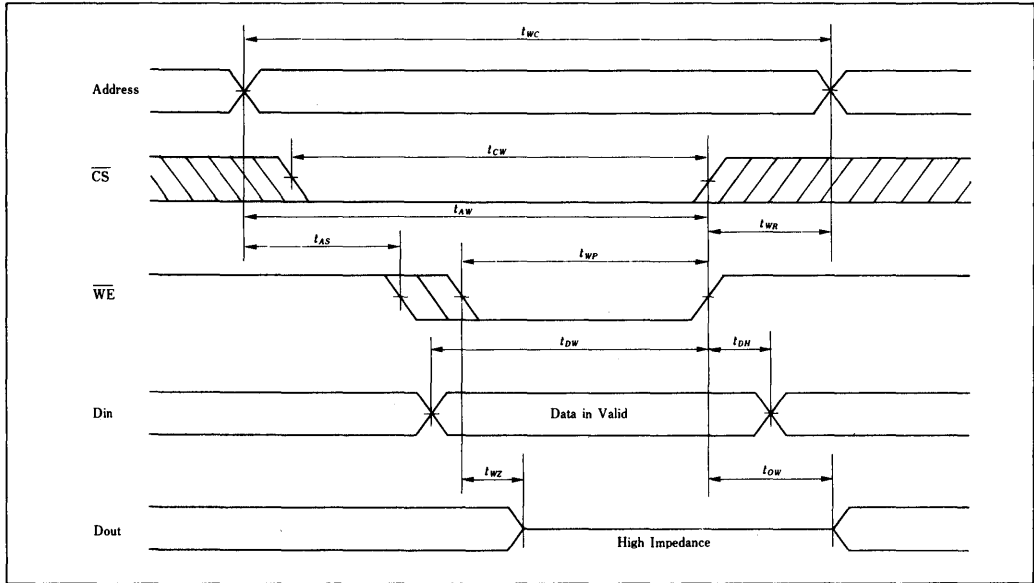 tWC
Address
tCW
CS
tAW
tWR
tAS
tWP
WE
tDW
tDH
Din
Data in Valid
tWZ
tOW
Dout
High Impedance